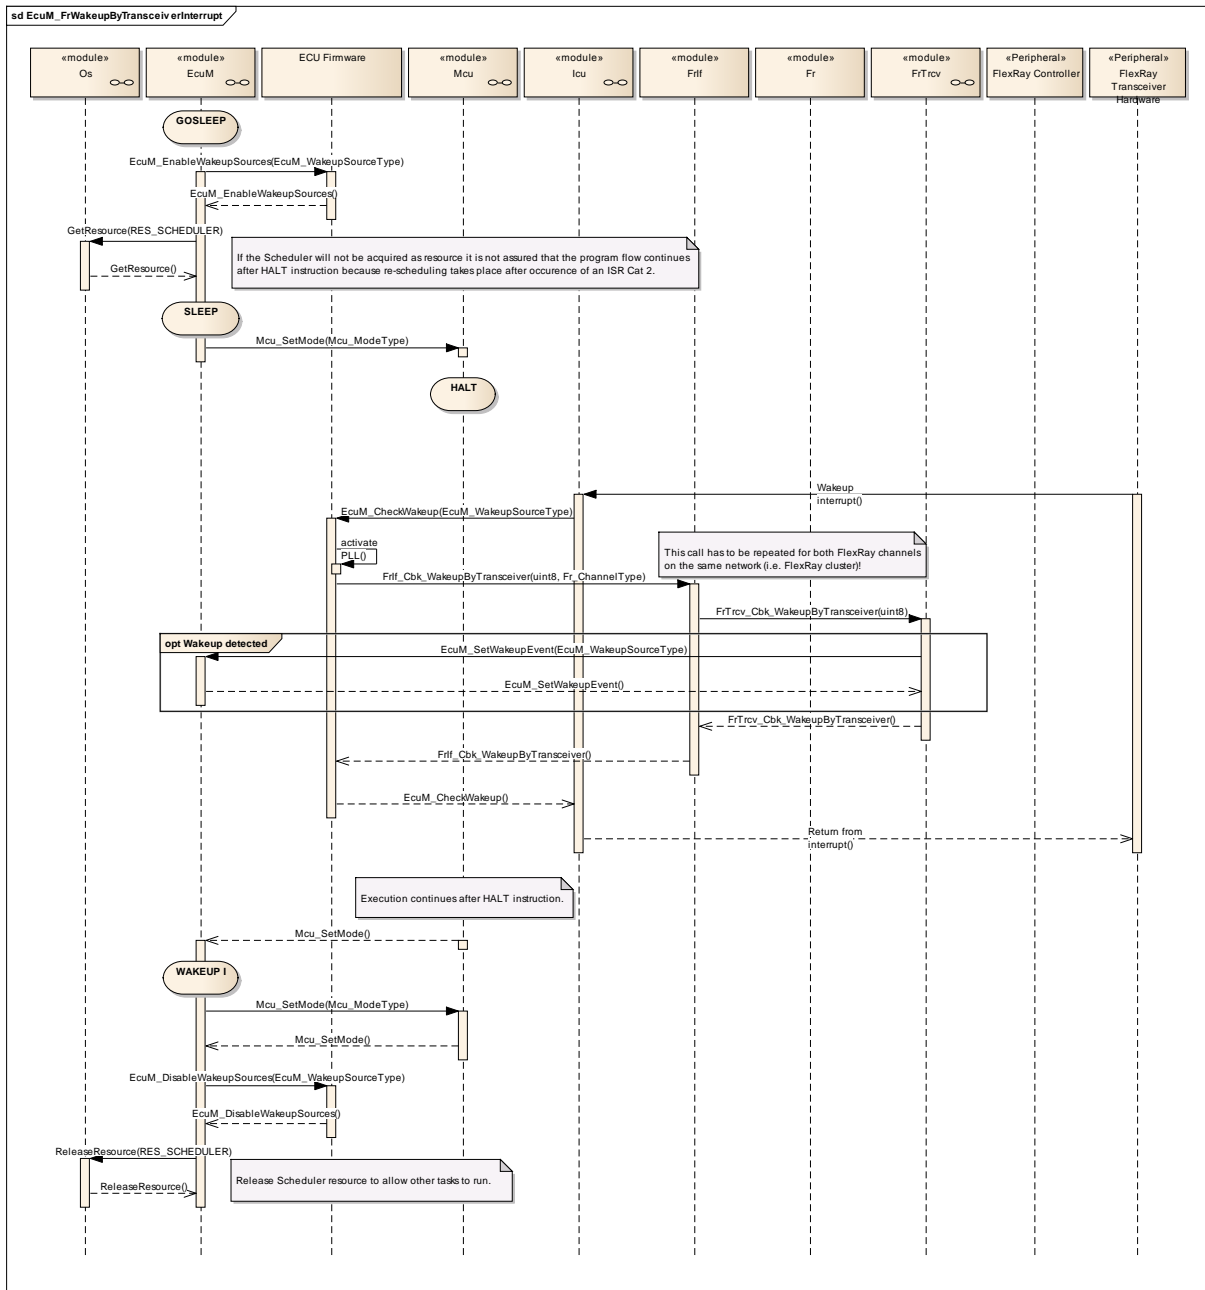 sd EcuM_FrWakeupByTransceiverInterrupt
«module»
Os
«module»
EcuM
ECU Firmware
«module»
Mcu
«module»
Icu
«module»
FrIf
«module»
Fr
«module»
FrTrcv
«Peripheral»
FlexRay Controller
«Peripheral»
FlexRay
Transceiver
Hardware
GOSLEEP
EcuM_EnableWakeupSources(EcuM_WakeupSourceType)
EcuM_EnableWakeupSources()
GetResource(RES_SCHEDULER)
If the Scheduler will not be acquired as resource it is not assured that the program flow continues
after HALT instruction because re-scheduling takes place after occurence of an ISR Cat 2.
GetResource()
SLEEP
Mcu_SetMode(Mcu_ModeType)
HALT
Wakeup
interrupt()
EcuM_CheckWakeup(EcuM_WakeupSourceType)
activate
PLL()
This call has to be repeated for both FlexRay channels
on the same network (i.e. FlexRay cluster)!
FrIf_Cbk_WakeupByTransceiver(uint8, Fr_ChannelType)
FrTrcv_Cbk_WakeupByTransceiver(uint8)
opt Wakeup detected
EcuM_SetWakeupEvent(EcuM_WakeupSourceType)
EcuM_SetWakeupEvent()
FrTrcv_Cbk_WakeupByTransceiver()
FrIf_Cbk_WakeupByTransceiver()
EcuM_CheckWakeup()
Return from
interrupt()
Execution continues after HALT instruction.
Mcu_SetMode()
WAKEUP I
Mcu_SetMode(Mcu_ModeType)
Mcu_SetMode()
EcuM_DisableWakeupSources(EcuM_WakeupSourceType)
EcuM_DisableWakeupSources()
ReleaseResource(RES_SCHEDULER)
Release Scheduler resource to allow other tasks to run.
ReleaseResource()